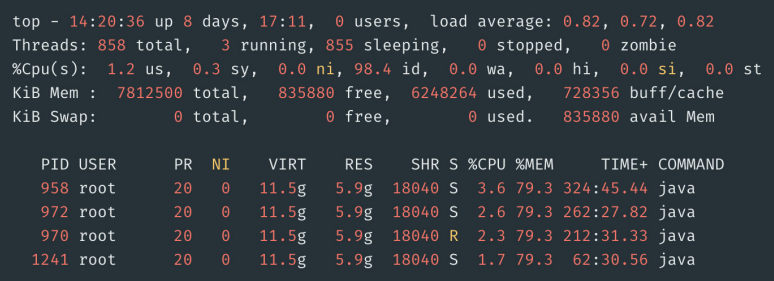 top - 14:20:36 up 8 days, 17:11,  0 users,  load average: 0.82, 0.72, 0.82
Threads: 858 total,   3 running, 855 sleeping,   0 stopped,   0 zombie
%Cpu(s):  1.2 us,  0.3 sy,  0.0 ni, 98.4 id,  0.0 wa,  0.0 hi,  0.0 si,  0.0 st
KiB Mem :  7812500 total,   835880 free,  6248264 used,   728356 buff/cache
KiB Swap:        0 total,        0 free,        0 used.   835880 avail Mem
PID USER      PR  NI    VIRT    RES    SHR S %CPU %MEM     TIME+ COMMAND
958 root      20   0   11.5g   5.9g  18040 S  3.6 79.3 324:45.44 java
972 root      20   0   11.5g   5.9g  18040 S  2.6 79.3 262:27.82 java
970 root      20   0   11.5g   5.9g  18040 R  2.3 79.3 212:31.33 java
1241 root      20   0   11.5g   5.9g  18040 S  1.7 79.3  62:30.56 java